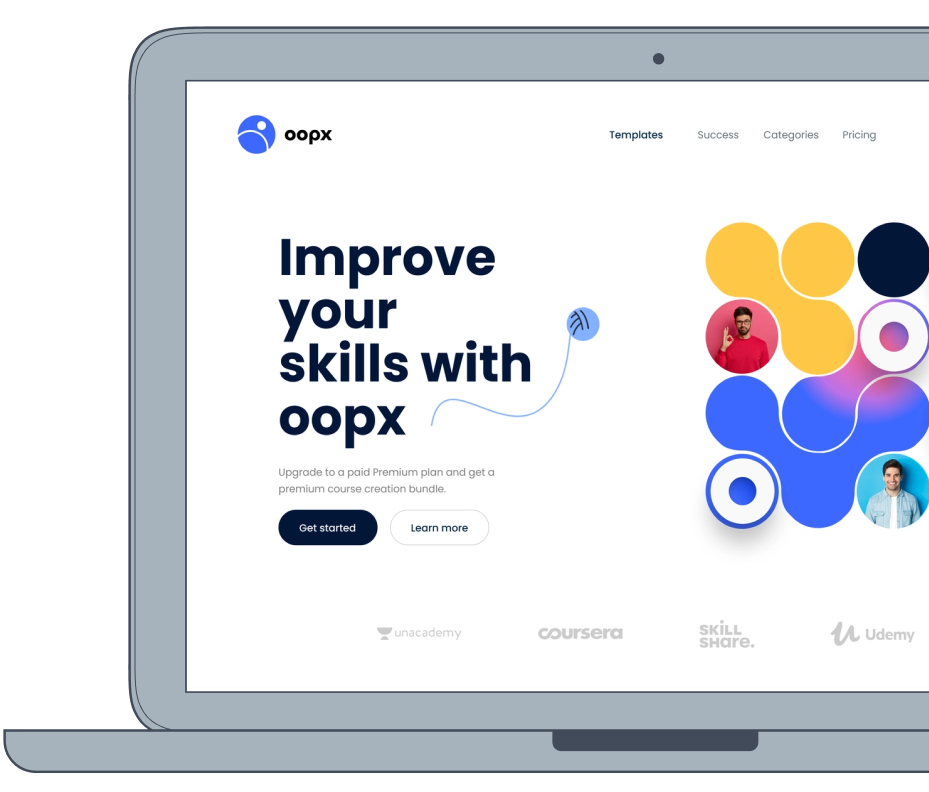 oopx
Templates Success Categories Pricing
Improve
your
skills with
oopx
Upgrade to a paid Premium plan and get a
premium course creation bundle.
Get started Learn more
unacademy coursera SKiLL SHare. Udemy